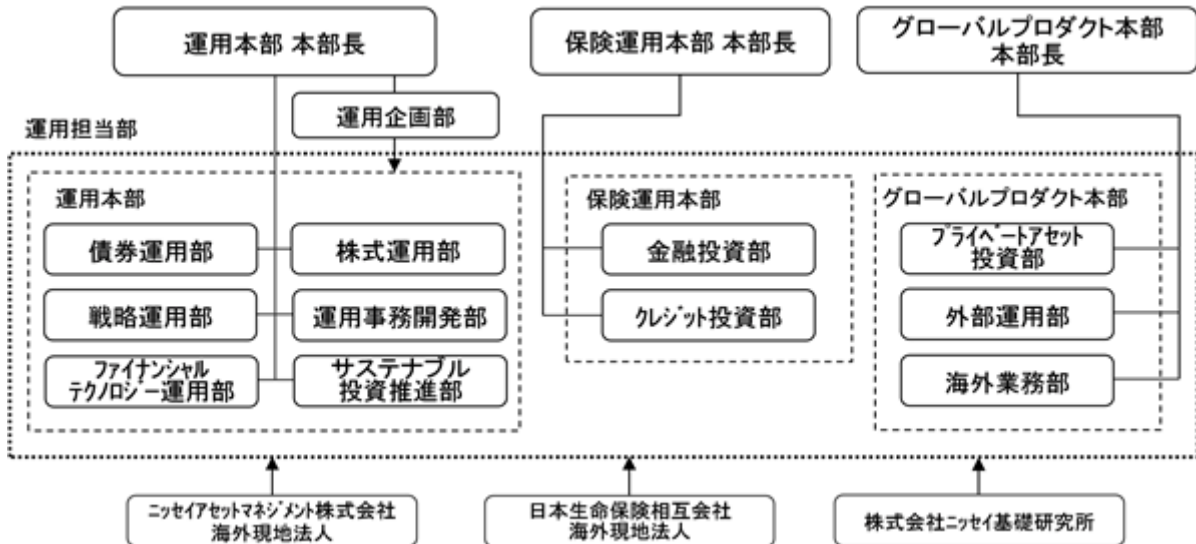 運用本部 本部長
保険運用本部 本部長
グローバルプロダクト本部
本部長
運用企画部
運用担当部
運用本部
債券運用部
株式運用部
戦略運用部
運用事務開発部
ファイナンシャル
テクノロジー運用部
サステナブル
投資推進部
保険運用本部
金融投資部
クレジット投資部
グローバルプロダクト本部
プライベートアセット
投資部
外部運用部
海外業務部
ニッセイアセットマネジメント株式会社
海外現地法人
日本生命保険相互会社
海外現地法人
株式会社ニッセイ基礎研究所